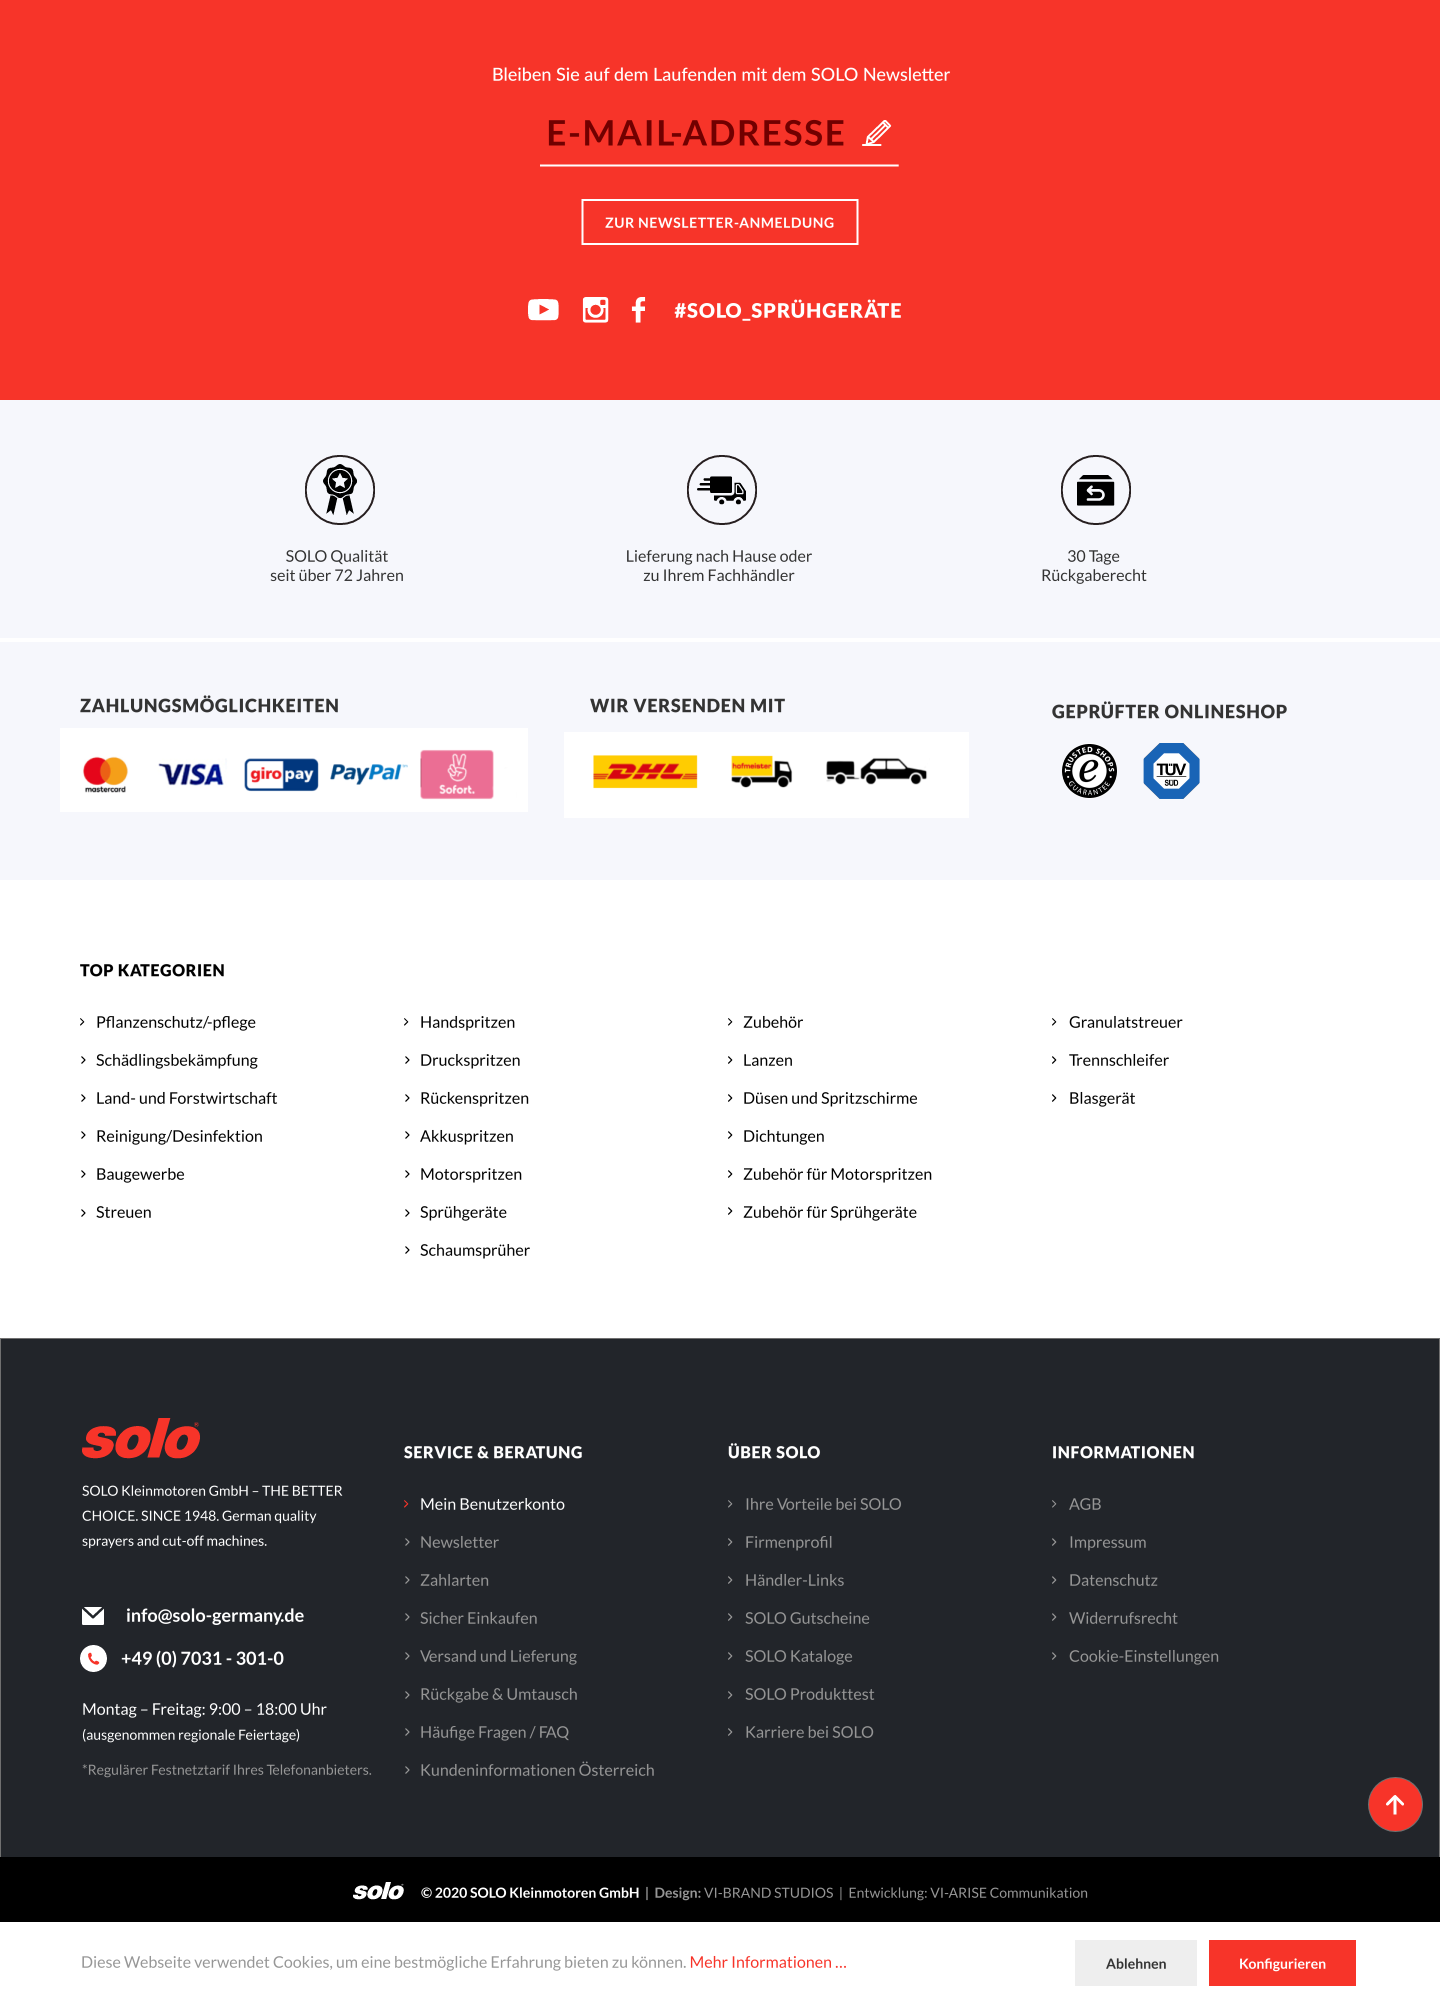 Bleiben Sie auf dem Laufenden mit dem SOLO Newsletter
E-MAIL-ADRESSE
ZUR NEWSLETTER-ANMELDUNG
#SOLO_SPRÜHGERÄTE
SOLO Qualität
seit über 72 Jahren
Lieferung nach Hause oder
zu Ihrem Fachhändler
30 Tage
Rückgaberecht
ZAHLUNGSMÖGLICHKEITEN
mastercard
VISA
giropay
PayPal
Sofort.
WIR VERSENDEN MIT
DHL
hofmeister
GEPRÜFTER ONLINESHOP
TRUSTED SHOPS
e
GUARANTEE
TÜV
SÜD
TOP KATEGORIEN
Pflanzenschutz/-pflege
Schädlingsbekämpfung
Land- und Forstwirtschaft
Reinigung/Desinfektion
Baugewerbe
Streuen
Handspritzen
Druckspritzen
Rückenspritzen
Akkuspritzen
Motorspritzen
Sprühgeräte
Schaumsprüher
Zubehör
Lanzen
Düsen und Spritzschirme
Dichtungen
Zubehör für Motorspritzen
Zubehör für Sprühgeräte
Granulatstreuer
Trennschleifer
Blasgerät
solo
SOLO Kleinmotoren GmbH – THE BETTER
CHOICE. SINCE 1948. German quality
sprayers and cut-off machines.
info@solo-germany.de
+49 (0) 7031 - 301-0
Montag – Freitag: 9:00 – 18:00 Uhr
(ausgenommen regionale Feiertage)
*Regulärer Festnetztarif Ihres Telefonanbieters.
SERVICE & BERATUNG
Mein Benutzerkonto
Newsletter
Zahlarten
Sicher Einkaufen
Versand und Lieferung
Rückgabe & Umtausch
Häufige Fragen / FAQ
Kundeninformationen Österreich
ÜBER SOLO
Ihre Vorteile bei SOLO
Firmenprofil
Händler-Links
SOLO Gutscheine
SOLO Kataloge
SOLO Produkttest
Karriere bei SOLO
INFORMATIONEN
AGB
Impressum
Datenschutz
Widerrufsrecht
Cookie-Einstellungen
solo © 2020 SOLO Kleinmotoren GmbH | Design: VI-BRAND STUDIOS | Entwicklung: VI-ARISE Communikation
Diese Webseite verwendet Cookies, um eine bestmögliche Erfahrung bieten zu können. Mehr Informationen ...
Ablehnen
Konfigurieren